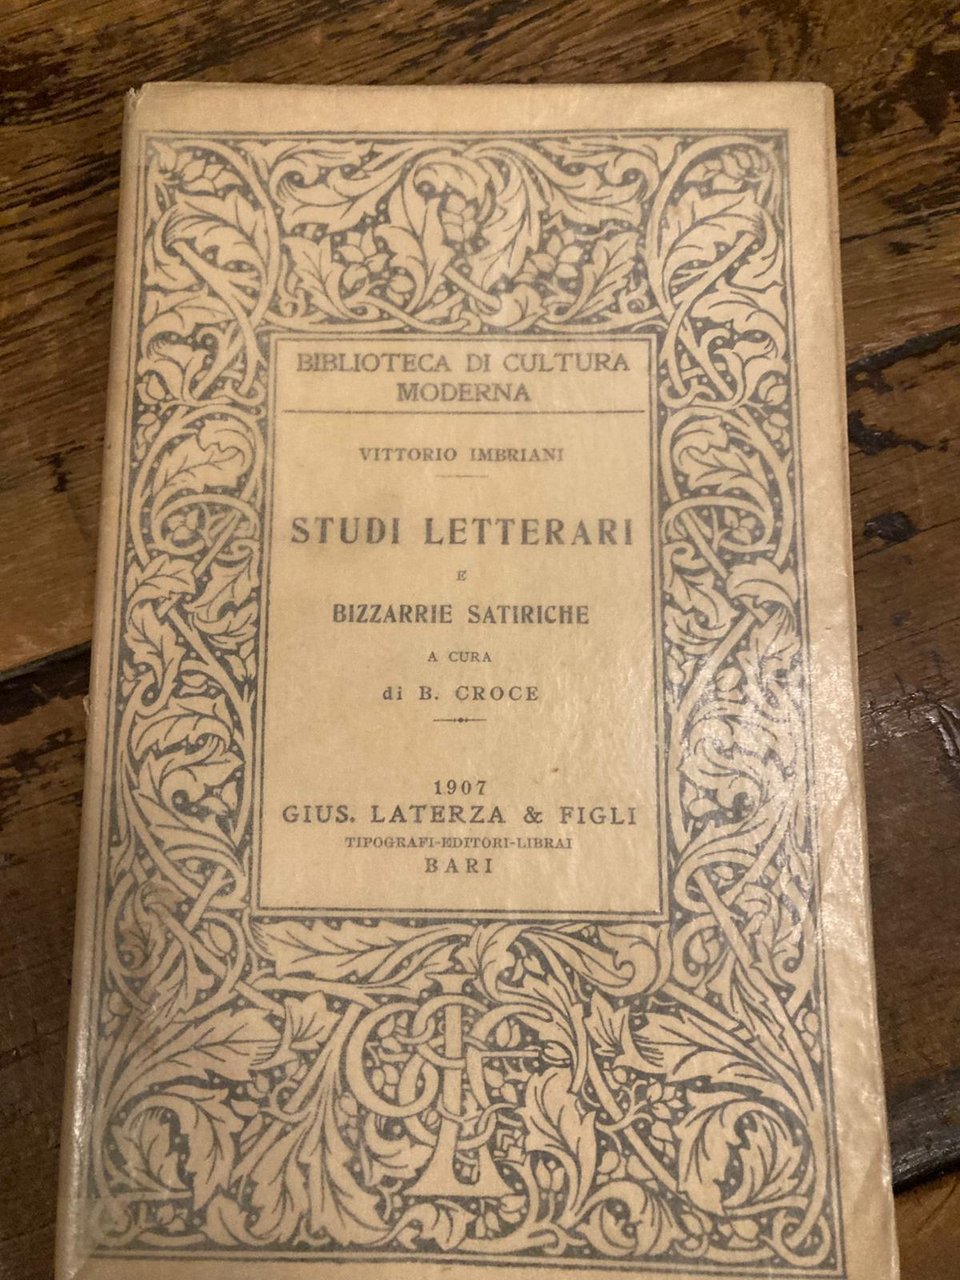 BIBLIOTECA DI CULTURA
MODERNA
VITTORIO IMBRIANI
STUDI LETTERARI
E
BIZZARRIE SATIRICHE
A CURA
di B. CROCE
1907
GIUS. LATERZA & FIGLI
TIPOGRAFI-EDITORI-LIBRAI
BARI